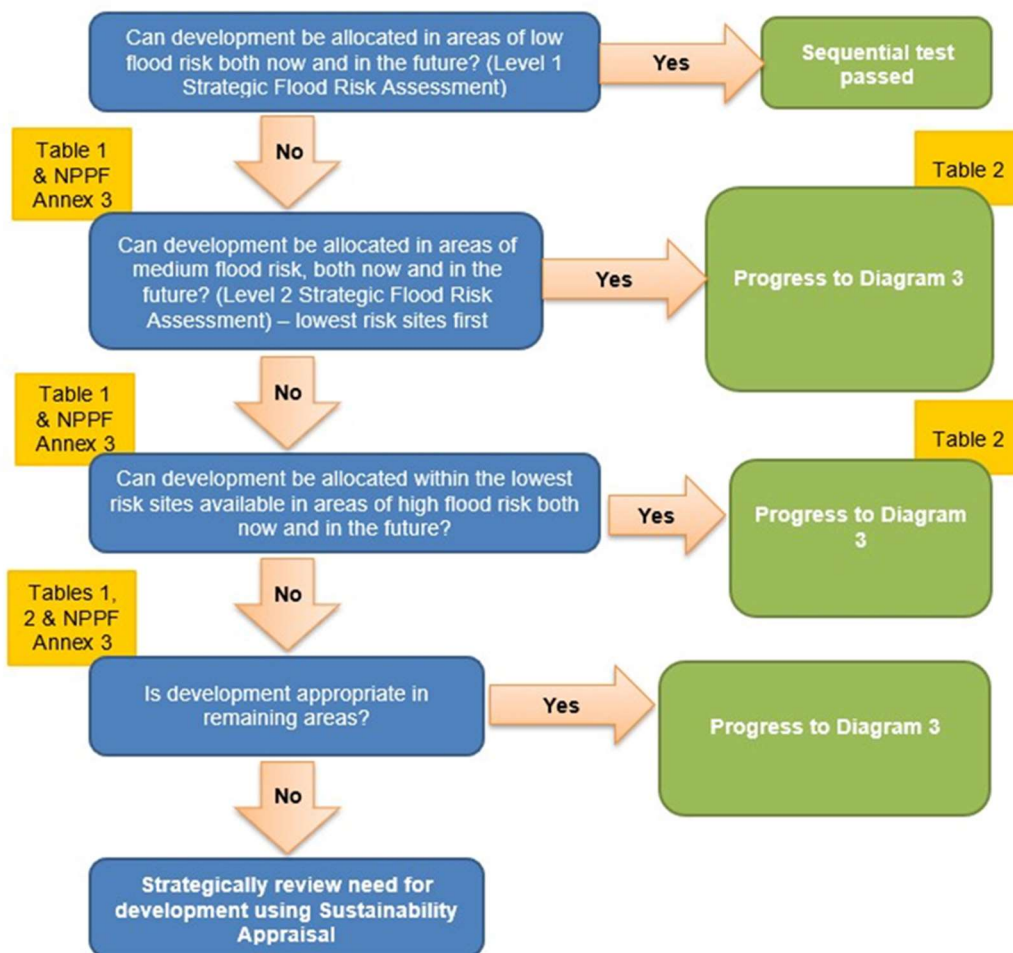 Can development be allocated in areas of low
flood risk both now and in the future? (Level 1
Strategic Flood Risk Assessment)
Yes
Sequential test
passed
No
Table 1
& NPPF
Annex 3
Table 2
Can development be allocated in areas of
medium flood risk, both now and in the
future? (Level 2 Strategic Flood Risk
Assessment) – lowest risk sites first
Yes
Progress to Diagram 3
No
Table 1
& NPPF
Annex 3
Table 2
Can development be allocated within the lowest
risk sites available in areas of high flood risk both
now and in the future?
Yes
Progress to Diagram
3
No
Tables 1,
2 & NPPF
Annex 3
Is development appropriate in
remaining areas?
Yes
Progress to Diagram 3
No
Strategically review need for
development using Sustainability
Appraisal